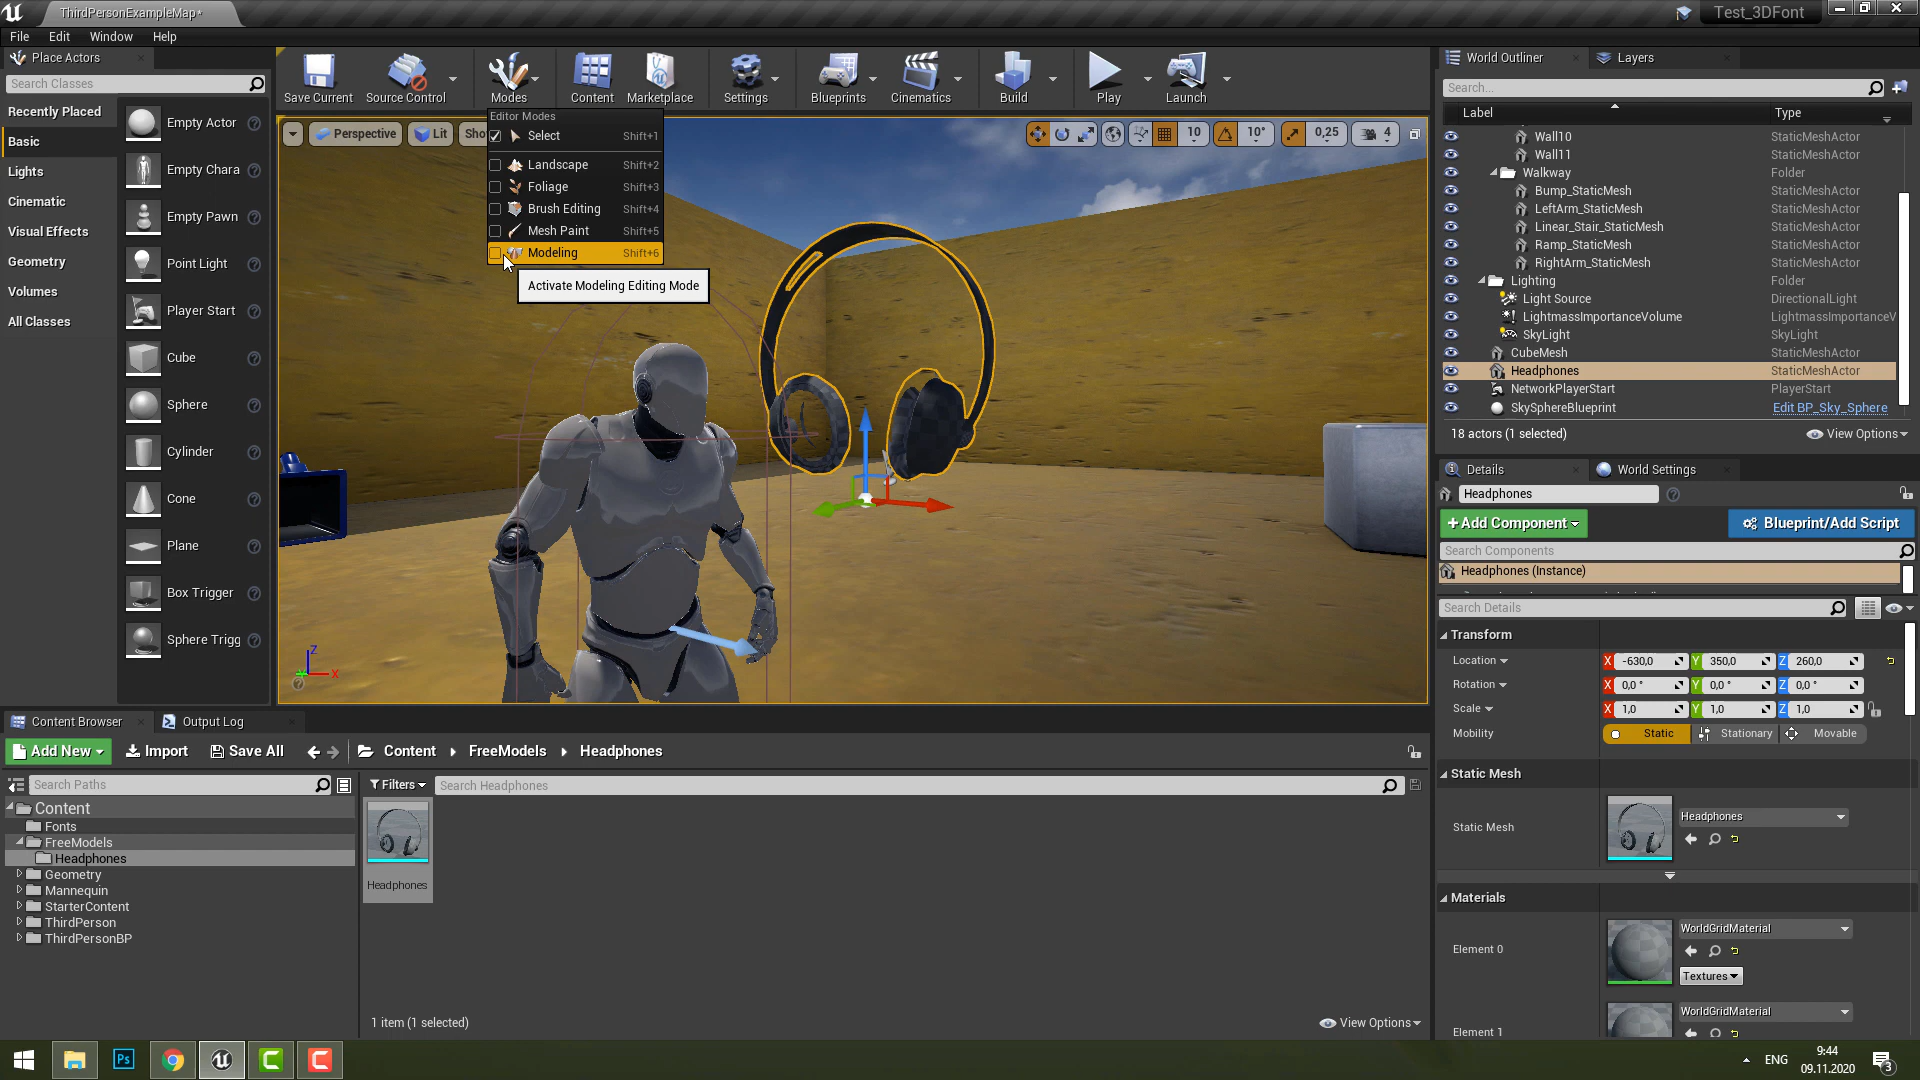 ThirdPersonExampleMap*
Test_3DFont
File Edit Window Help
Place Actors
Search Classes
Recently Placed
Basic
Lights
Cinematic
Visual Effects
Geometry
Volumes
All Classes
Empty Actor
Empty Chara
Empty Pawn
Point Light
Player Start
Cube
Sphere
Cylinder
Cone
Plane
Box Trigger
Sphere Trigg
Save Current
Source Control
Modes
Content
Marketplace
Settings
Blueprints
Cinematics
Build
Play
Launch
Perspective
Lit
Sho
10
10°
0,25
4
Editor Modes
Select Shift+1
Landscape Shift+2
Foliage Shift+3
Brush Editing Shift+4
Mesh Paint Shift+5
Modeling Shift+6
Activate Modeling Editing Mode
Z
X
World Outliner
Layers
Search...
Label Type
Wall10 StaticMeshActor
Wall11 StaticMeshActor
Walkway Folder
Bump_StaticMesh StaticMeshActor
LeftArm_StaticMesh StaticMeshActor
Linear_Stair_StaticMesh StaticMeshActor
Ramp_StaticMesh StaticMeshActor
RightArm_StaticMesh StaticMeshActor
Lighting Folder
Light Source DirectionalLight
LightmassImportanceVolume LightmassImportanceV
SkyLight SkyLight
CubeMesh StaticMeshActor
Headphones StaticMeshActor
NetworkPlayerStart PlayerStart
SkySphereBlueprint Edit BP_Sky_Sphere
18 actors (1 selected)
View Options
Details
World Settings
Headphones
+Add Component
Blueprint/Add Script
Search Components
Headphones (Instance)
Search Details
Transform
Location X -630,0 Y 350,0 Z 260,0
Rotation X 0,0 ° Y 0,0 ° Z 0,0 °
Scale X 1,0 Y 1,0 Z 1,0
Mobility Static Stationary Movable
Static Mesh
Static Mesh
Headphones
Materials
Element 0
WorldGridMaterial
Textures
Element 1
WorldGridMaterial
Content Browser
Output Log
Add New
Import
Save All
Content
FreeModels
Headphones
Search Paths
Filters
Search Headphones
Content
Fonts
FreeModels
Headphones
Geometry
Mannequin
StarterContent
ThirdPerson
ThirdPersonBP
Headphones
1 item (1 selected)
View Options
Ps
ENG
9:44
09.11.2020
3